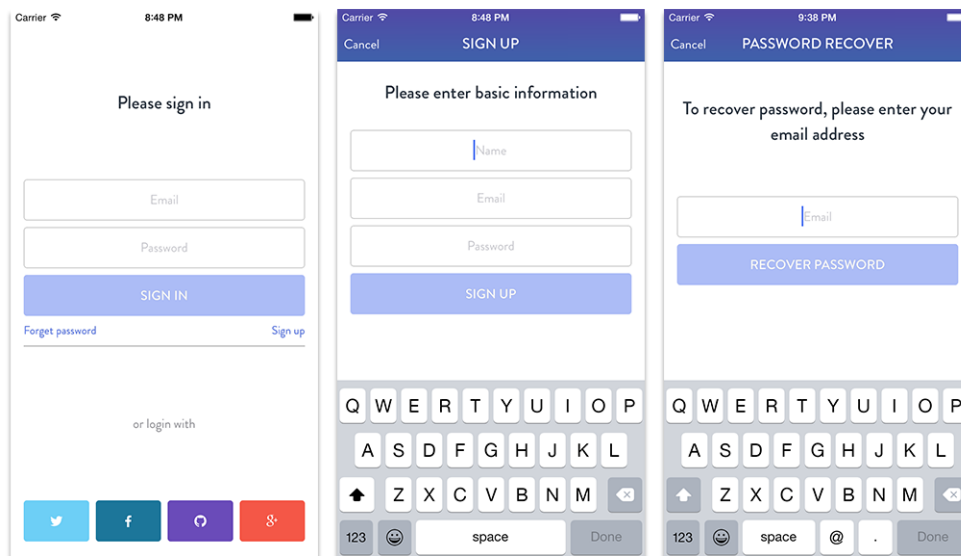 Carrier 8:48 PM
Please sign in
Email
Password
SIGN IN
Forget password Sign up
or login with
f 8+
Carrier 8:48 PM
Cancel SIGN UP
Please enter basic information
Name
Email
Password
SIGN UP
Q W E R T Y U I O P
A S D F G H J K L
Z X C V B N M
123 space Done
Carrier 9:38 PM
Cancel PASSWORD RECOVER
To recover password, please enter your
email address
Email
RECOVER PASSWORD
Q W E R T Y U I O P
A S D F G H J K L
Z X C V B N M
123 space @ . Done